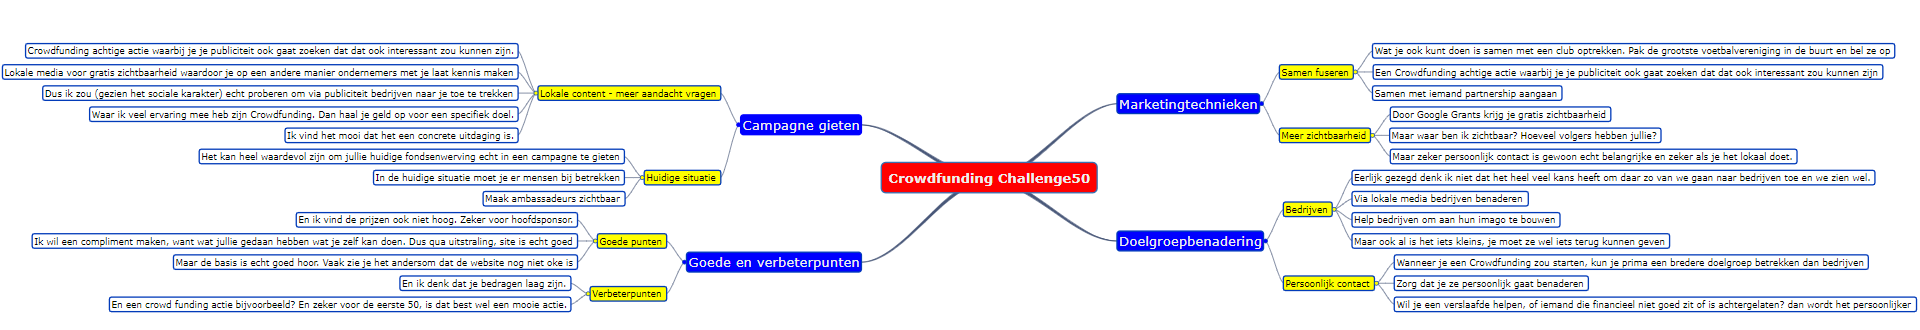 Crowdfunding achtige actie waarbij je je publiciteit ook gaat zoeken dat dat ook interessant zou kunnen zijn.
Lokale media voor gratis zichtbaarheid waardoor je op een andere manier ondernemers met je laat kennis maken
Dus ik zou (gezien het sociale karakter) echt proberen om via publiciteit bedrijven naar je toe te trekken
Waar ik veel ervaring mee heb zijn Crowdfunding. Dan haal je geld op voor een specifiek doel.
Ik vind het mooi dat het een concrete uitdaging is.
Lokale content - meer aandacht vragen
Het kan heel waardevol zijn om jullie huidige fondsenwerving echt in een campagne te gieten
In de huidige situatie moet je er mensen bij betrekken
Maak ambassadeurs zichtbaar
Huidige situatie
Campagne gieten
En ik vind de prijzen ook niet hoog. Zeker voor hoofdsponsor.
Ik wil een compliment maken, want wat jullie gedaan hebben wat je zelf kan doen. Dus qua uitstraling, site is echt goed
Maar de basis is echt goed hoor. Vaak zie je het andersom dat de website nog niet oke is
Goede punten
En ik denk dat je bedragen laag zijn.
En een crowd funding actie bijvoorbeeld? En zeker voor de eerste 50, is dat best wel een mooie actie.
Verbeterpunten
Goede en verbeterpunten
Crowdfunding Challenge50
Marketingtechnieken
Samen fuseren
Wat je ook kunt doen is samen met een club optrekken. Pak de grootste voetbalvereniging in de buurt en bel ze op
Een Crowdfunding achtige actie waarbij je je publiciteit ook gaat zoeken dat dat ook interessant zou kunnen zijn
Samen met iemand partnership aangaan
Meer zichtbaarheid
Door Google Grants krijg je gratis zichtbaarheid
Maar waar ben ik zichtbaar? Hoeveel volgers hebben jullie?
Maar zeker persoonlijk contact is gewoon echt belangrijke en zeker als je het lokaal doet.
Doelgroepbenadering
Bedrijven
Eerlijk gezegd denk ik niet dat het heel veel kans heeft om daar zo van we gaan naar bedrijven toe en we zien wel.
Via lokale media bedrijven benaderen
Help bedrijven om aan hun imago te bouwen
Maar ook al is het iets kleins, je moet ze wel iets terug kunnen geven
Persoonlijk contact
Wanneer je een Crowdfunding zou starten, kun je prima een bredere doelgroep betrekken dan bedrijven
Zorg dat je ze persoonlijk gaat benaderen
Wil je een verslaafde helpen, of iemand die financieel niet goed zit of is achtergelaten? dan wordt het persoonlijker